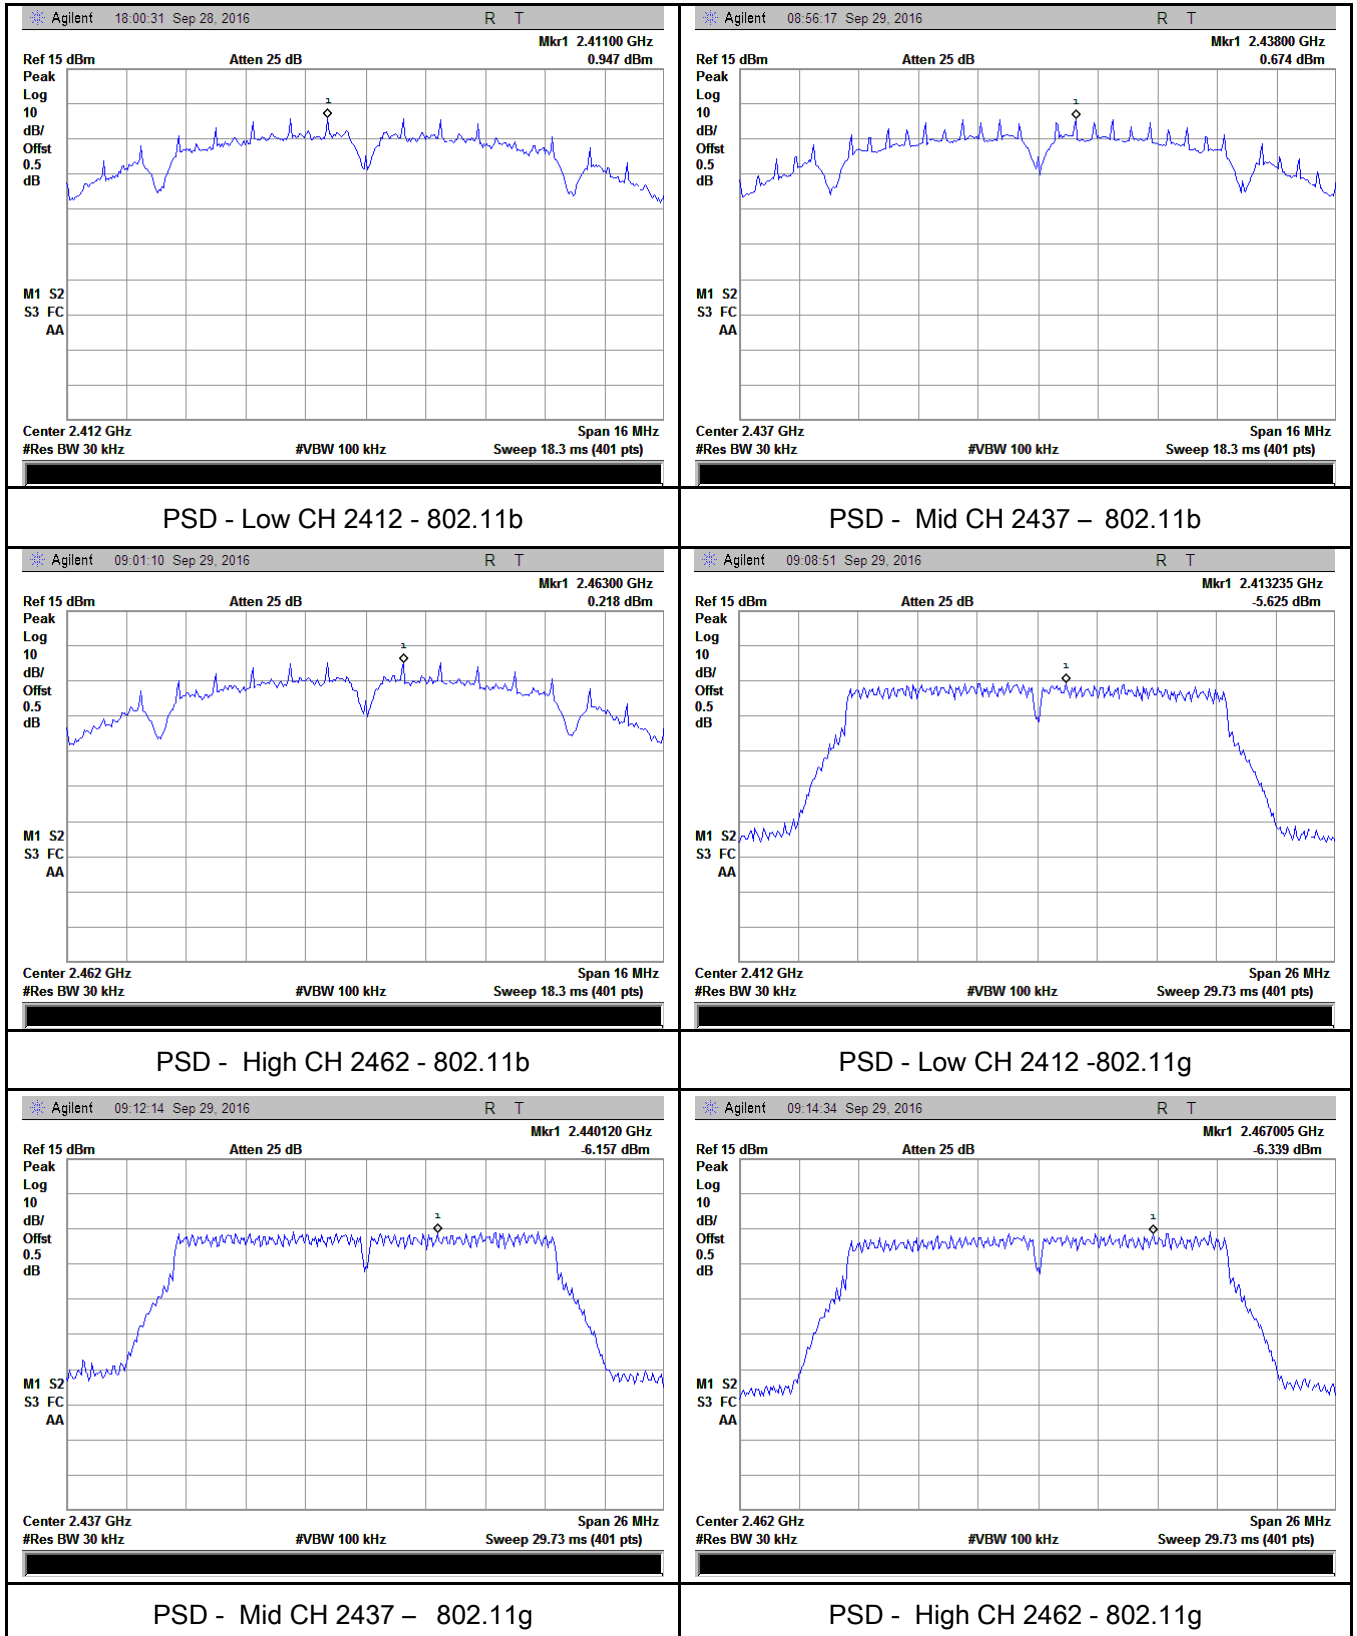 Agilent 18:00:31 Sep 28, 2016 R T
Mkr1 2.41100 GHz
Ref 15 dBm Atten 25 dB 0.947 dBm
Peak
Log
10
dB/
Offst
0.5
dB
1
M1 S2
S3 FC
AA
Center 2.412 GHz Span 16 MHz
#Res BW 30 kHz #VBW 100 kHz Sweep 18.3 ms (401 pts)
PSD - Low CH 2412 - 802.11b
Agilent 08:56:17 Sep 29, 2016 R T
Mkr1 2.43800 GHz
Ref 15 dBm Atten 25 dB 0.674 dBm
Peak
Log
10
dB/
Offst
0.5
dB
1
M1 S2
S3 FC
AA
Center 2.437 GHz Span 16 MHz
#Res BW 30 kHz #VBW 100 kHz Sweep 18.3 ms (401 pts)
PSD - Mid CH 2437 – 802.11b
Agilent 09:01:10 Sep 29, 2016 R T
Mkr1 2.46300 GHz
Ref 15 dBm Atten 25 dB 0.218 dBm
Peak
Log
10
dB/
Offst
0.5
dB
1
M1 S2
S3 FC
AA
Center 2.462 GHz Span 16 MHz
#Res BW 30 kHz #VBW 100 kHz Sweep 18.3 ms (401 pts)
PSD - High CH 2462 - 802.11b
Agilent 09:08:51 Sep 29, 2016 R T
Mkr1 2.413235 GHz
Ref 15 dBm Atten 25 dB -5.625 dBm
Peak
Log
10
dB/
Offst
0.5
dB
1
M1 S2
S3 FC
AA
Center 2.412 GHz Span 26 MHz
#Res BW 30 kHz #VBW 100 kHz Sweep 29.73 ms (401 pts)
PSD - Low CH 2412 -802.11g
Agilent 09:12:14 Sep 29, 2016 R T
Mkr1 2.440120 GHz
Ref 15 dBm Atten 25 dB -6.157 dBm
Peak
Log
10
dB/
Offst
0.5
dB
1
M1 S2
S3 FC
AA
Center 2.437 GHz Span 26 MHz
#Res BW 30 kHz #VBW 100 kHz Sweep 29.73 ms (401 pts)
PSD - Mid CH 2437 – 802.11g
Agilent 09:14:34 Sep 29, 2016 R T
Mkr1 2.467005 GHz
Ref 15 dBm Atten 25 dB -6.339 dBm
Peak
Log
10
dB/
Offst
0.5
dB
1
M1 S2
S3 FC
AA
Center 2.462 GHz Span 26 MHz
#Res BW 30 kHz #VBW 100 kHz Sweep 29.73 ms (401 pts)
PSD - High CH 2462 - 802.11g